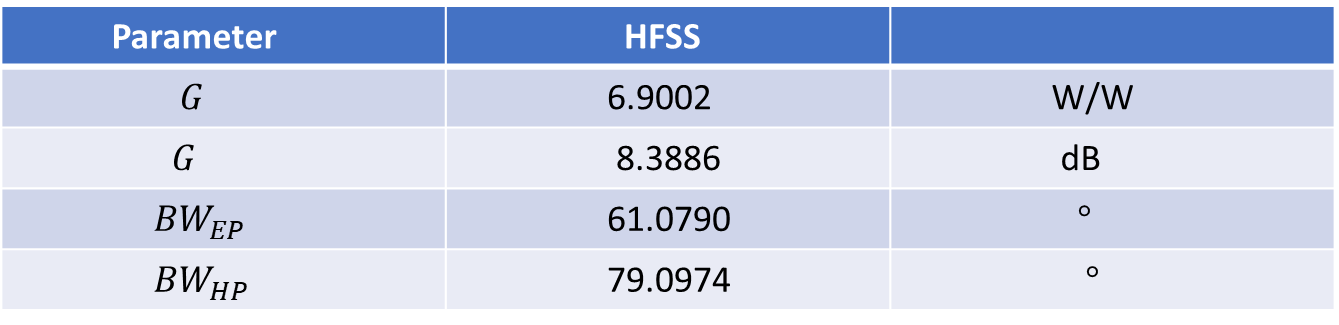 Parameter HFSS
G 6.9002 W/W
G 8.3886 dB
BW_EP 61.0790 °
BW_HP 79.0974 °